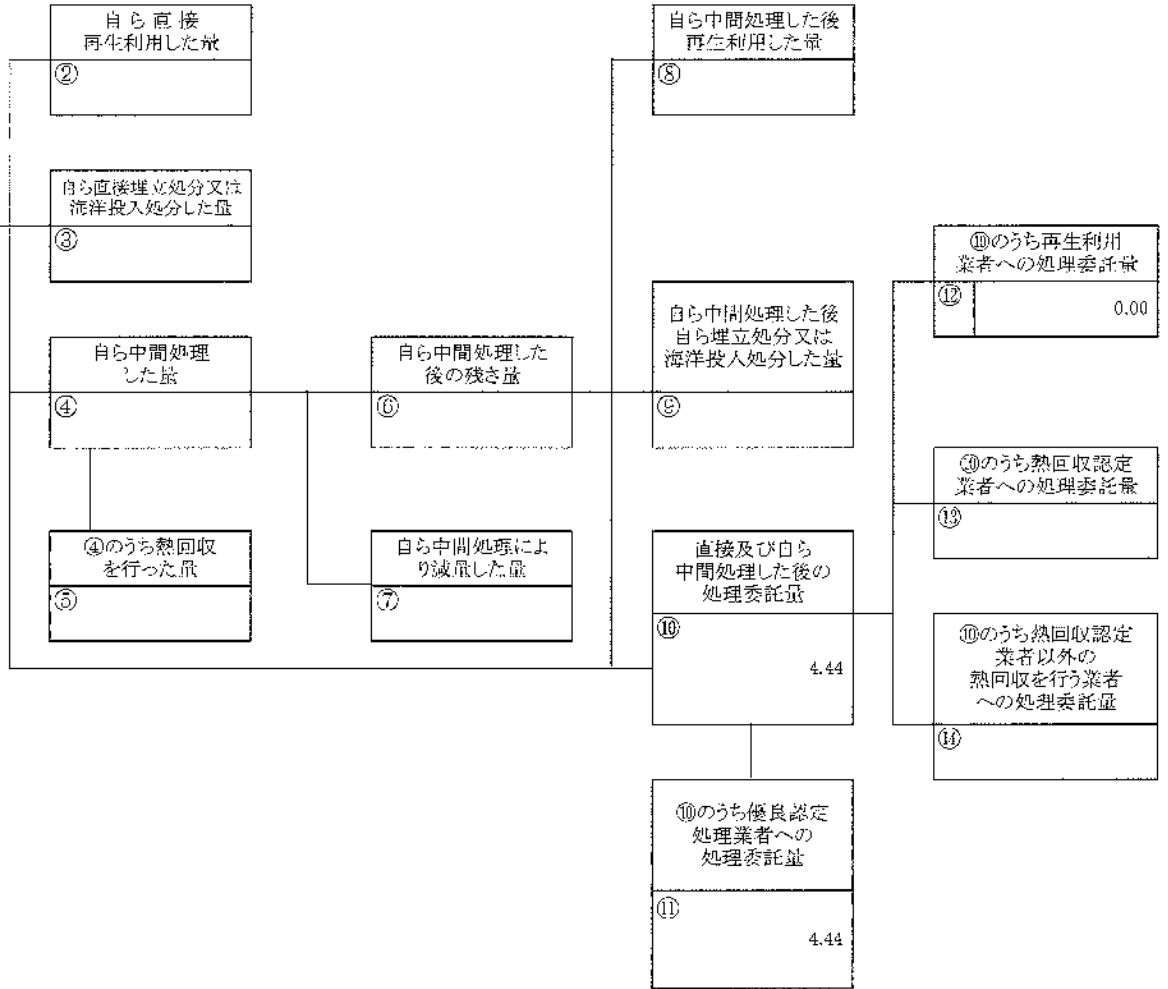 自ら直接
再生利用した量
②
自ら直接埋立処分又は
海洋投入処分した量
③
自ら中間処理
した量
④
④のうち熱回収
を行った量
⑤
自ら中間処理した
後の残さ量
⑥
自ら中間処理によ
り減量した量
⑦
自ら中間処理した後
再生利用した量
⑧
自ら中間処理した後
自ら埋立処分又は
海洋投入処分した量
⑨
直接及び自ら
中間処理した後の
処理委託量
⑩
4.44
⑩のうち優良認定
処理業者への
処理委託量
⑪
4.44
⑩のうち再生利用
業者への処理委託量
⑫ 0.00
⑩のうち熱回収認定
業者への処理委託量
⑬
⑩のうち熱回収認定
業者以外の
熱回収を行う業者
への処理委託量
⑭